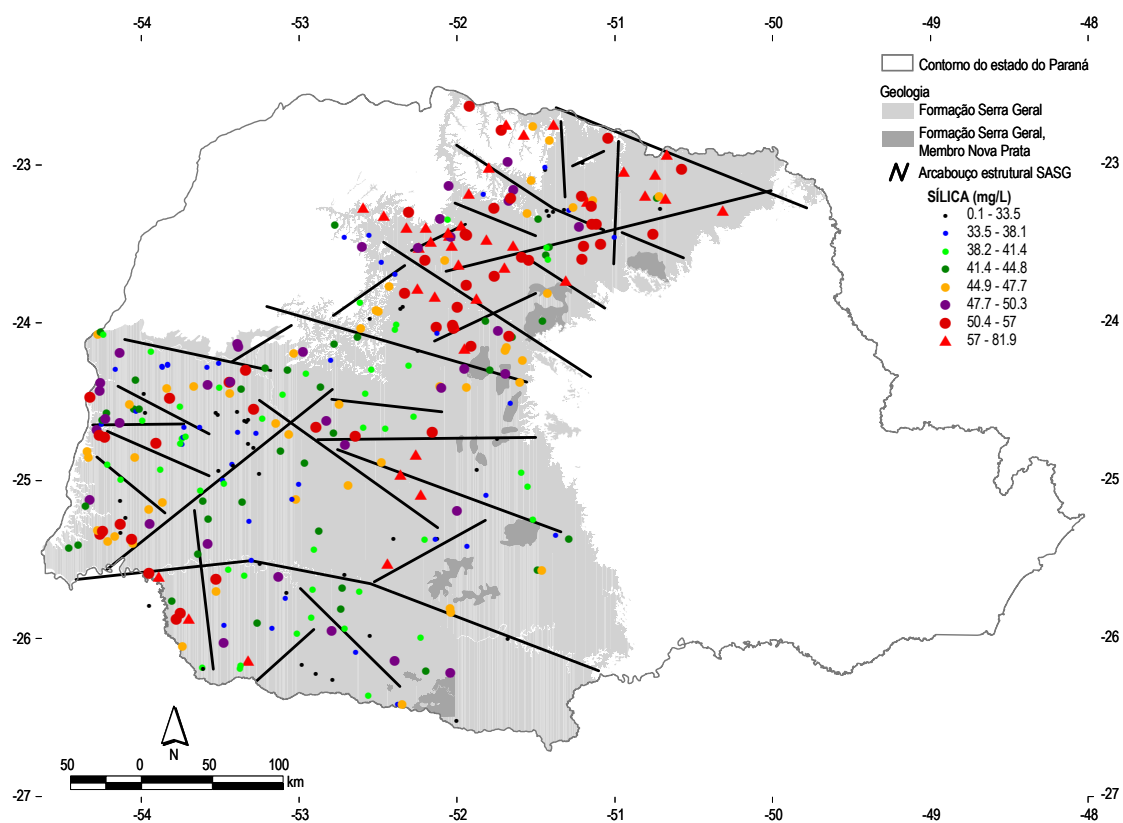 -54 -53 -52 -51 -50 -49 -48
Contorno do estado do Paraná
Geologia
Formação Serra Geral
Formação Serra Geral,
Membro Nova Prata
Arcabouço estrutural SASG
SÍLICA (mg/L)
0.1 - 33.5
33.5 - 38.1
38.2 - 41.4
41.4 - 44.8
44.9 - 47.7
47.7 - 50.3
50.4 - 57
57 - 81.9
-23 -23
-24 -24
-25 -25
-26 -26
N
50 0 50 100
km
-27 -27
-54 -53 -52 -51 -50 -49 -48